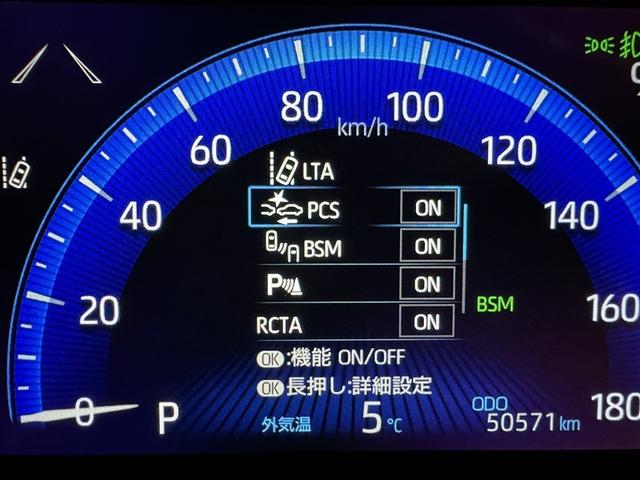 80
100
km/h
60
120
LTA
40
PCS ON
140
BSM ON
P ON
20
BSM
160
RCTA ON
OK:機能 ON/OFF
OK長押し:詳細設定
0
P
外気温 5℃
ODO
50571km
180